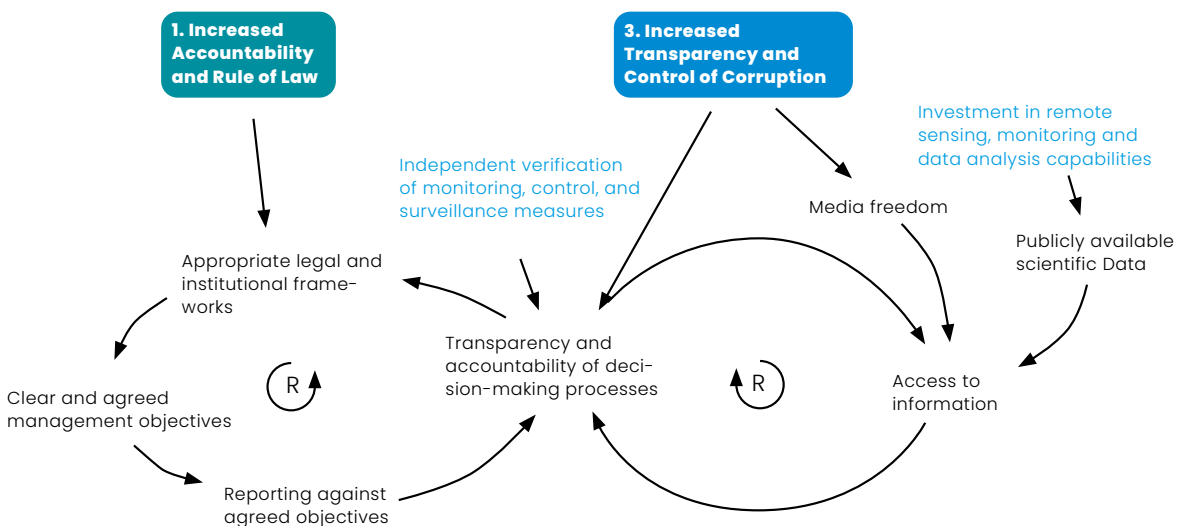 1. Increased
Accountability
and Rule of Law
3. Increased
Transparency and
Control of Corruption
Investment in remote
sensing, monitoring and
data analysis capabilities
Independent verification
of monitoring, control, and
surveillance measures
Media freedom
Publicly available
scientific Data
Appropriate legal and
institutional frame-
works
Transparency and
accountability of deci-
sion-making processes
R
R
Access to
information
Clear and agreed
management objectives
Reporting against
agreed objectives